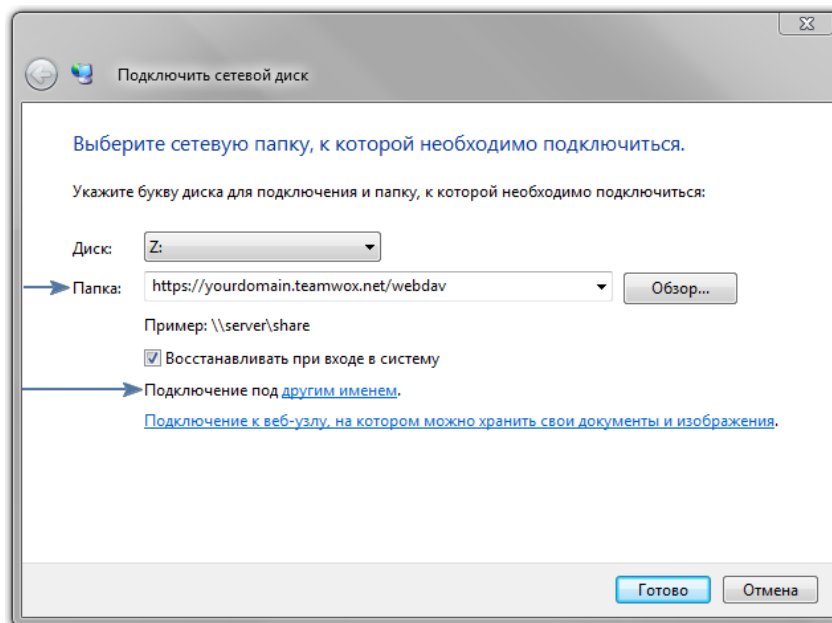 Подключить сетевой диск
Выберите сетевую папку, к которой необходимо подключиться.
Укажите букву диска для подключения и папку, к которой необходимо подключиться:
Диск: Z:
Папка: https://yourdomain.teamwox.net/webdav Обзор...
Пример: \\server\share
Восстанавливать при входе в систему
Подключение под другим именем.
Подключение к веб-узлу, на котором можно хранить свои документы и изображения.
Готово Отмена